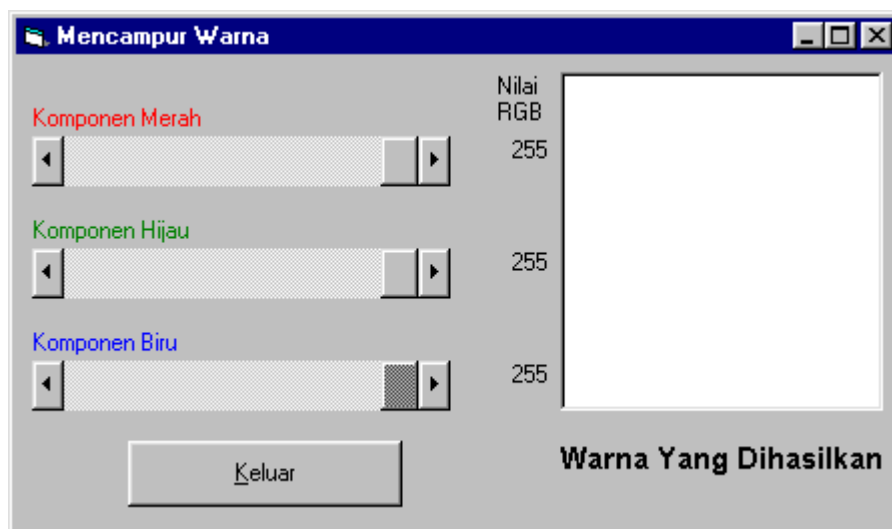 Mencampur Warna
Nilai
RGB
Komponen Merah
255
Komponen Hijau
255
Komponen Biru
255
Keluar
Warna Yang Dihasilkan